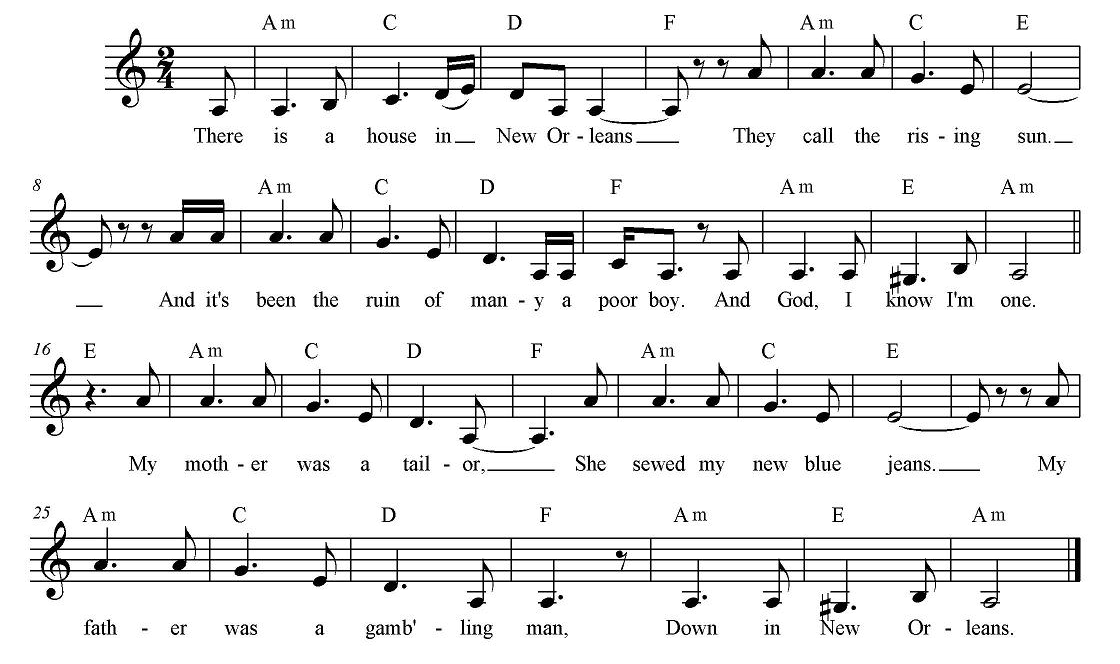 Am C D F Am C E
2 4
There is a house in New Or - leans They call the ris - ing sun.
8 Am C D F Am E Am
And it's been the ruin of man - y a poor boy. And God, I know I'm one.
16 E Am C D F Am C E
My moth - er was a tail - or, She sewed my new blue jeans. My
25 Am C D F Am E Am
fath - er was a gamb' - ling man, Down in New Or - leans.